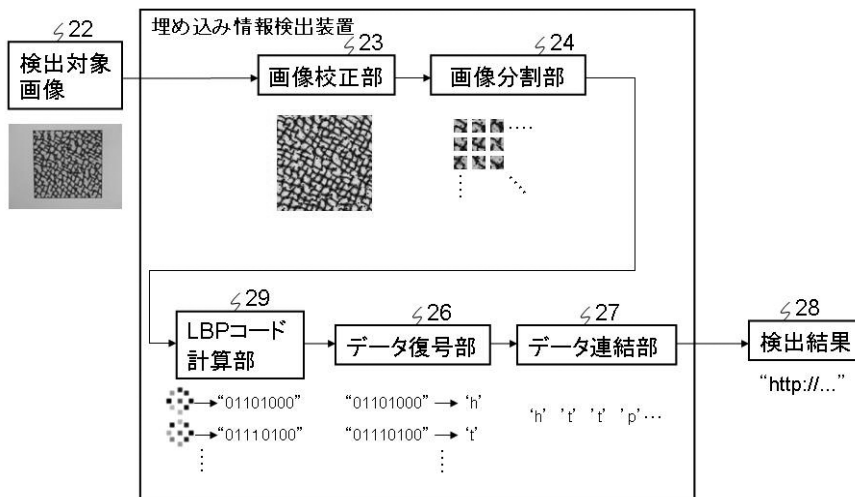 埋め込み情報検出装置
22
検出対象
画像
23
画像校正部
24
画像分割部
29
LBPコード
計算部
26
データ復号部
27
データ連結部
28
検出結果
“01101000”
“01110100”
“01101000” → ‘h’
“01110100” → ‘t’
‘h’ ‘t’ ‘t’ ‘p’…
“http://...”